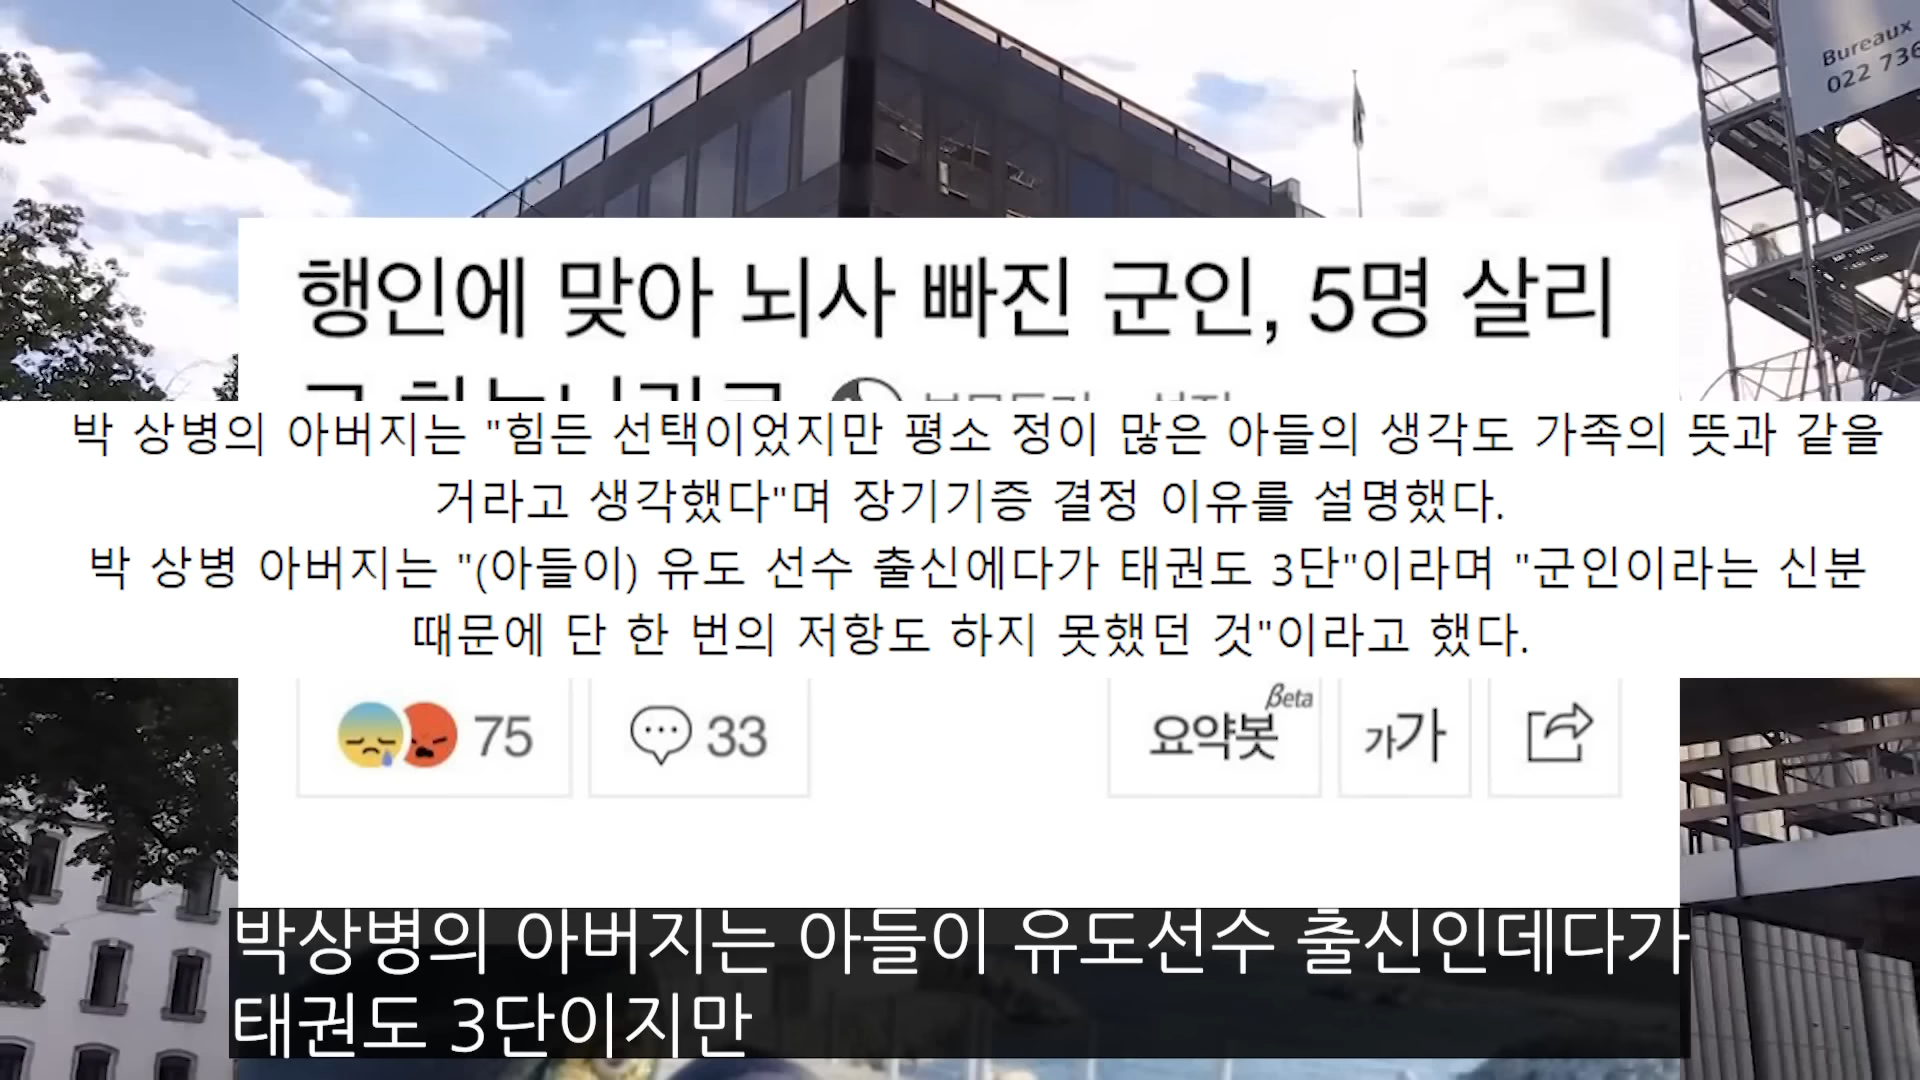 Bureaux
022 736
행인에 맞아 뇌사 빠진 군인, 5명 살리
박 상병의 아버지는 "힘든 선택이었지만 평소 정이 많은 아들의 생각도 가족의 뜻과 같을
거라고 생각했다"며 장기기증 결정 이유를 설명했다.
박 상병 아버지는 "(아들이) 유도 선수 출신에다가 태권도 3단"이라며 "군인이라는 신분
때문에 단 한 번의 저항도 하지 못했던 것"이라고 했다.
75 33 요약봇 βeta 가가
박상병의 아버지는 아들이 유도선수 출신인데다가
태권도 3단이지만